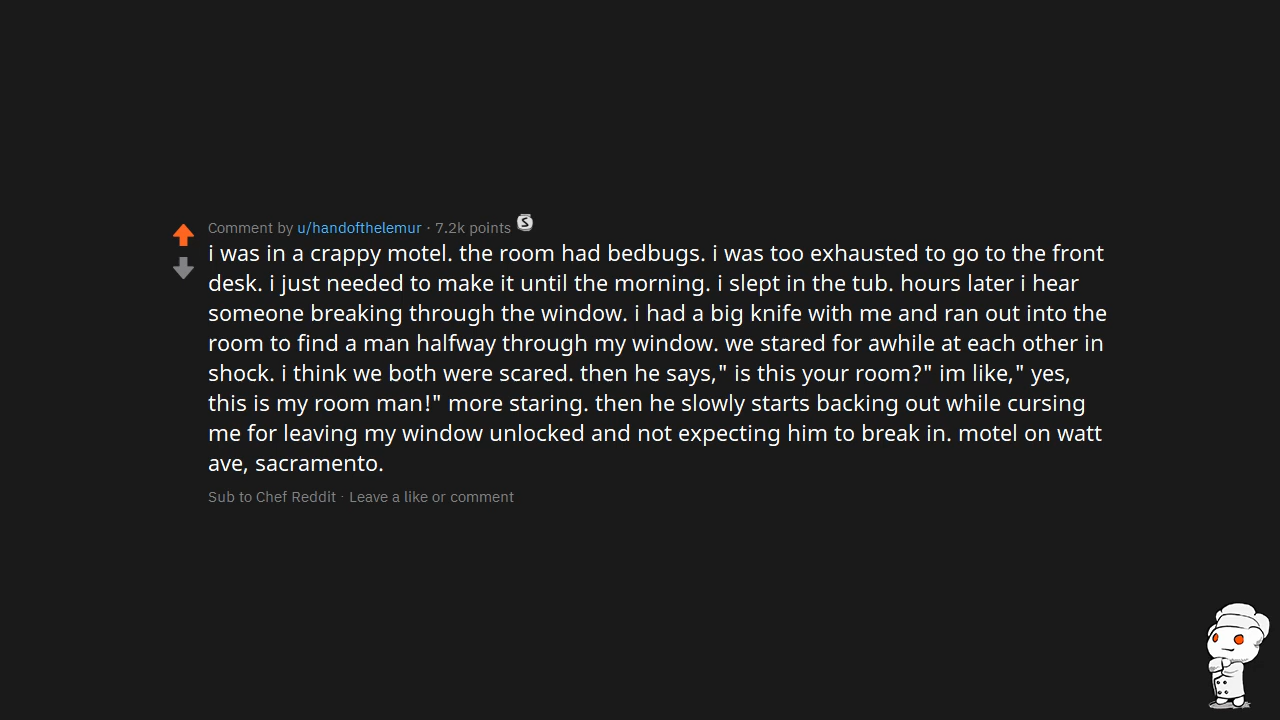 Comment by u/handofthelemur · 7.2k points S
i was in a crappy motel. the room had bedbugs. i was too exhausted to go to the front
desk. i just needed to make it until the morning. i slept in the tub. hours later i hear
someone breaking through the window. i had a big knife with me and ran out into the
room to find a man halfway through my window. we stared for awhile at each other in
shock. i think we both were scared. then he says," is this your room?" im like," yes,
this is my room man!" more staring. then he slowly starts backing out while cursing
me for leaving my window unlocked and not expecting him to break in. motel on watt
ave, sacramento.
Sub to Chef Reddit · Leave a like or comment